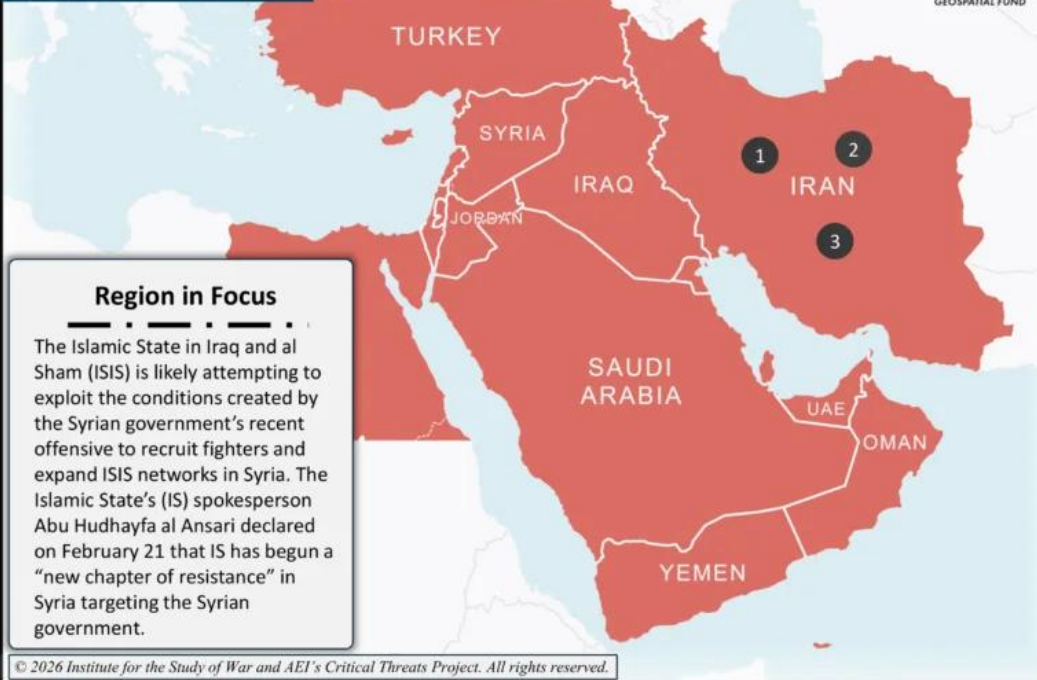 GEOSPATIAL FUND
TURKEY
SYRIA
1
2
IRAQ
IRAN
JORDAN
3
Region in Focus
The Islamic State in Iraq and al
Sham (ISIS) is likely attempting to
exploit the conditions created by
the Syrian government's recent
offensive to recruit fighters and
expand ISIS networks in Syria. The
Islamic State's (IS) spokesperson
Abu Hudhayfa al Ansari declared
on February 21 that IS has begun a
"new chapter of resistance" in
Syria targeting the Syrian
government.
SAUDI
ARABIA
UAE
OMAN
YEMEN
© 2026 Institute for the Study of War and AEI's Critical Threats Project. All rights reserved.